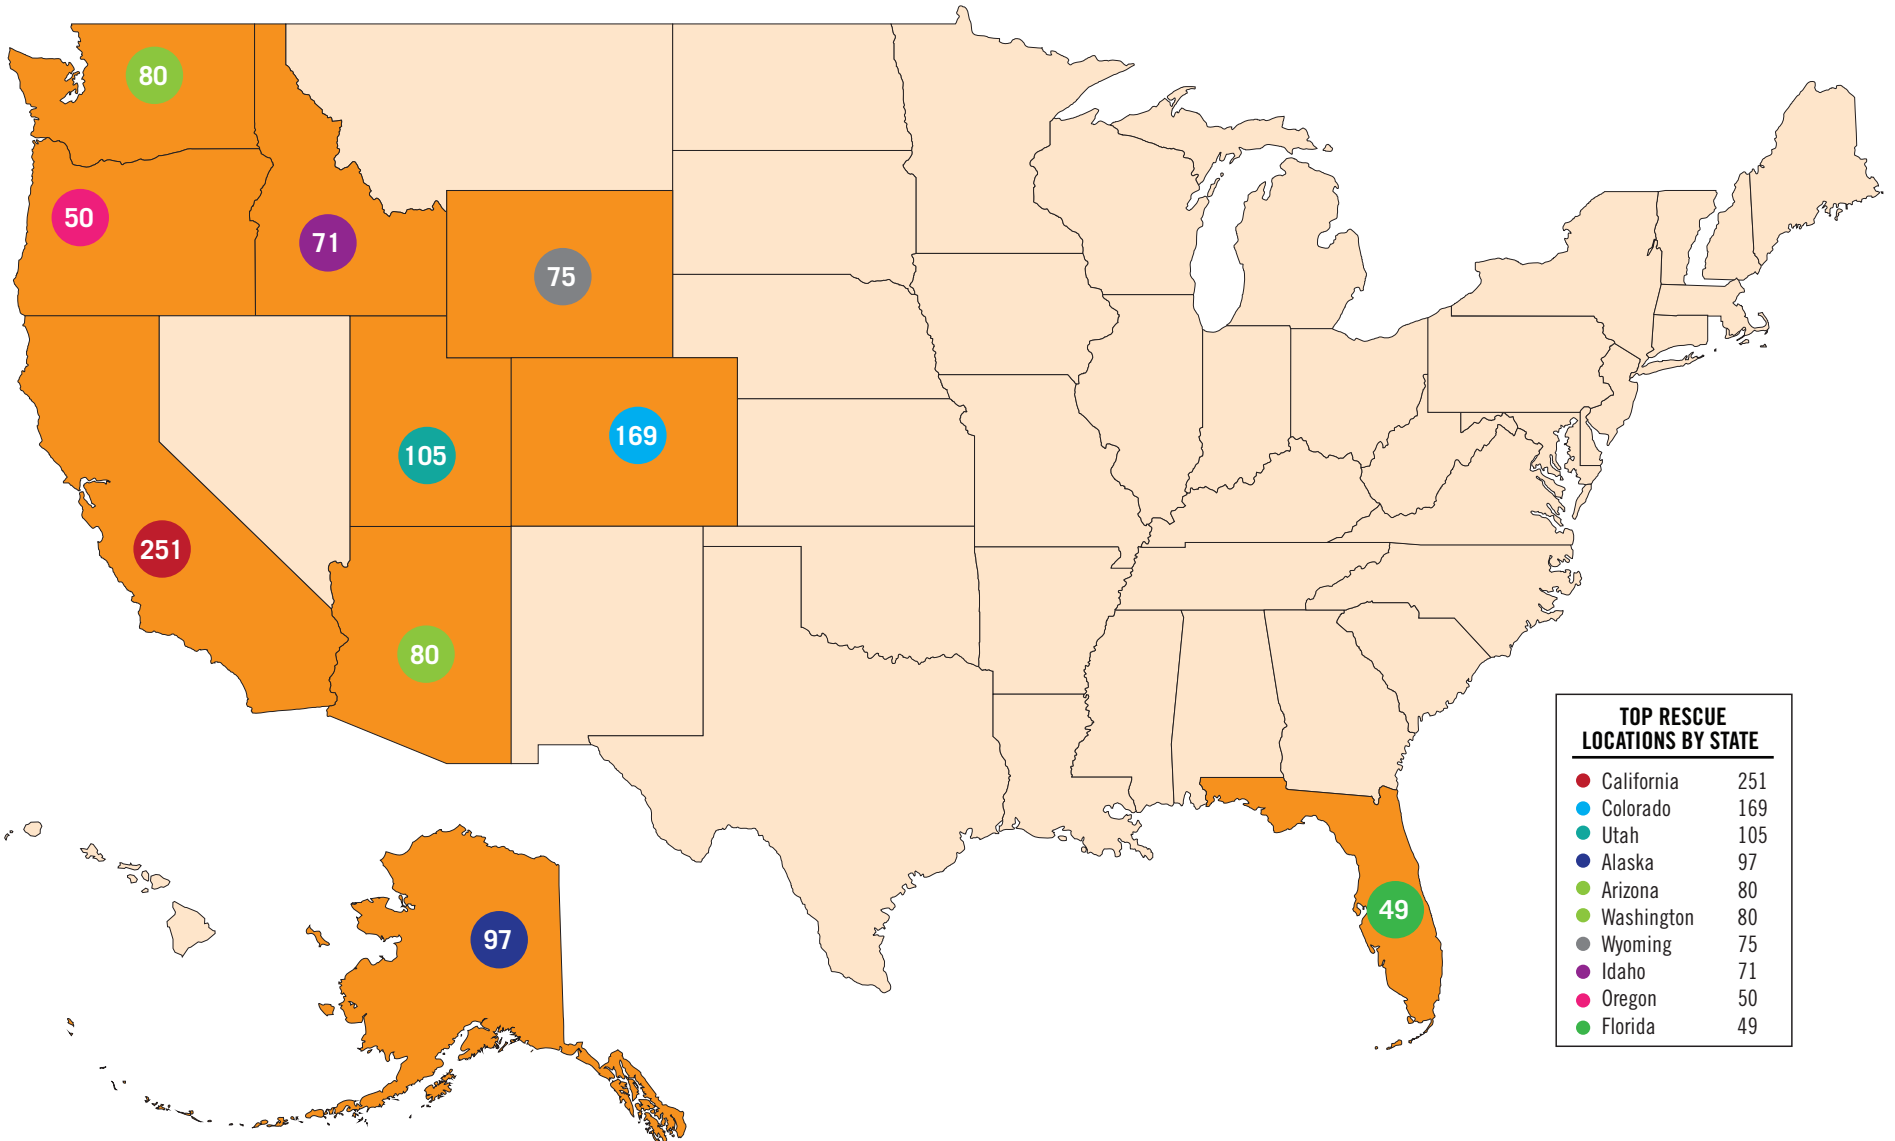 80
50
71
75
105
169
251
80
97
49
TOP RESCUE
LOCATIONS BY STATE
California 251
Colorado 169
Utah 105
Alaska 97
Arizona 80
Washington 80
Wyoming 75
Idaho 71
Oregon 50
Florida 49